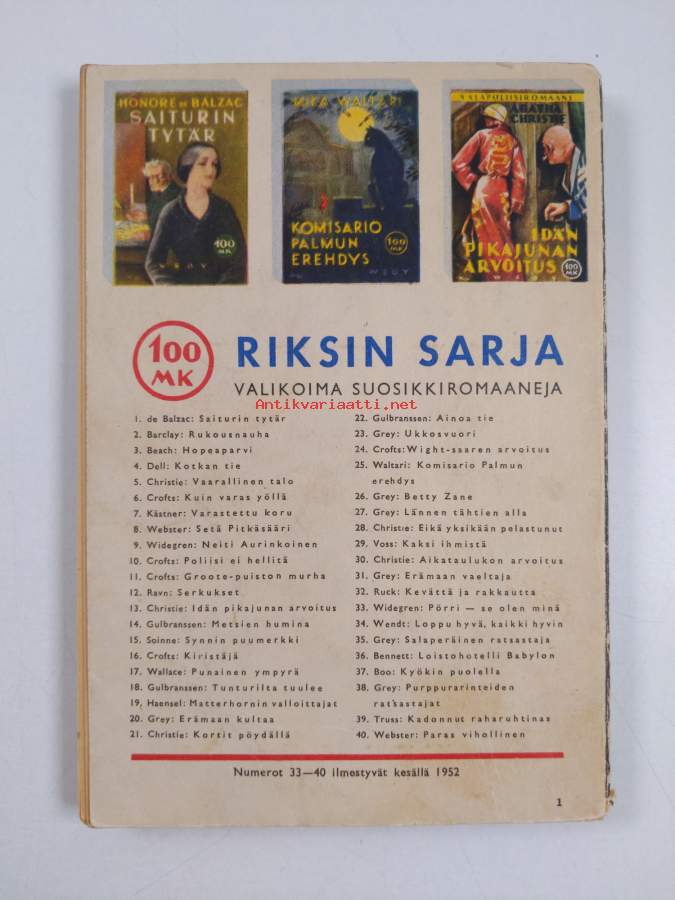 HONORÉ DE BALZAC
SAITURIN
TYTÄR
100
MK
WSOY
MIKA WALTARI
KOMISARIO
PALMUN
EREHDYS
100
MK
WSOY
SALAPOLIISIROMAANI
AGATHA
CHRISTIE
IDÄN
PIKAJUNAN
ARVOITUS
100
MK
100
MK
RIKSIN SARJA
VALIKOIMA SUOSIKKIROMAANEJA
Antikvariaatti.net
1. de Balzac: Saiturin tytär
2. Barclay: Rukousnauha
3. Beach: Hopeaparvi
4. Dell: Kotkan tie
5. Christie: Vaarallinen talo
6. Crofts: Kuin varas yöllä
7. Kästner: Varastettu koru
8. Webster: Setä Pitkäsääri
9. Widegren: Neiti Aurinkoinen
10. Crofts: Poliisi ei hellitä
11. Crofts: Groote-puiston murha
12. Ravn: Serkukset
13. Christie: Idän pikajunan arvoitus
14. Gulbranssen: Metsien humina
15. Soinne: Synnin puumerkki
16. Crofts: Kiristäjä
17. Wallace: Punainen ympyrä
18. Gulbranssen: Tunturilta tuulee
19. Haensel: Matterhornin valloittajat
20. Grey: Erämaan kultaa
21. Christie: Kortit pöydällä
22. Gulbranssen: Ainoa tie
23. Grey: Ukkosvuori
24. Crofts: Wight-saaren arvoitus
25. Waltari: Komisario Palmun
erehdys
26. Grey: Betty Zane
27. Grey: Lännen tähtien alla
28. Christie: Eikä yksikään pelastunut
29. Voss: Kaksi ihmistä
30. Christie: Aikataulukon arvoitus
31. Grey: Erämaan vaeltaja
32. Ruck: Kevättä ja rakkautta
33. Widegren: Pörri — se olen minä
34. Wendt: Loppu hyvä, kaikki hyvin
35. Grey: Salaperäinen ratsastaja
36. Bennett: Loistohotelli Babylon
37. Boo: Kyökin puolella
38. Grey: Purppurarinteiden
ratsastajat
39. Truss: Kadonnut raharuhtinas
40. Webster: Paras vihollinen
Numerot 33—40 ilmestyvät kesällä 1952
1